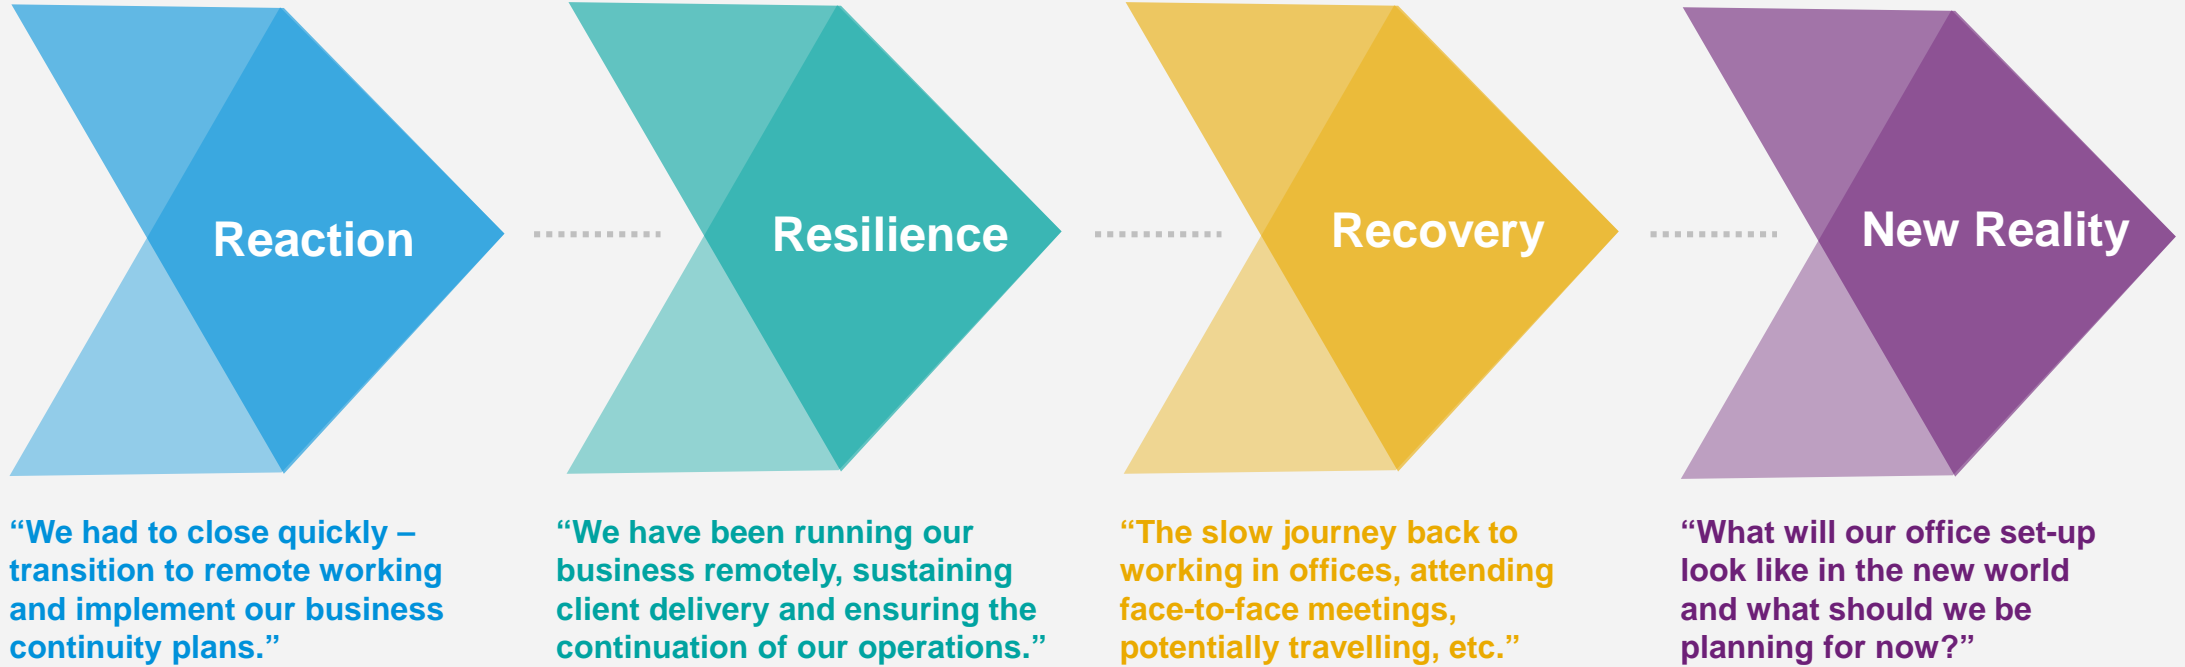 Reaction
Resilience
Recovery
New Reality
“We had to close quickly –
transition to remote working
and implement our business
continuity plans.”
“We have been running our
business remotely, sustaining
client delivery and ensuring the
continuation of our operations.”
“The slow journey back to
working in offices, attending
face-to-face meetings,
potentially travelling, etc.”
“What will our office set-up
look like in the new world
and what should we be
planning for now?”